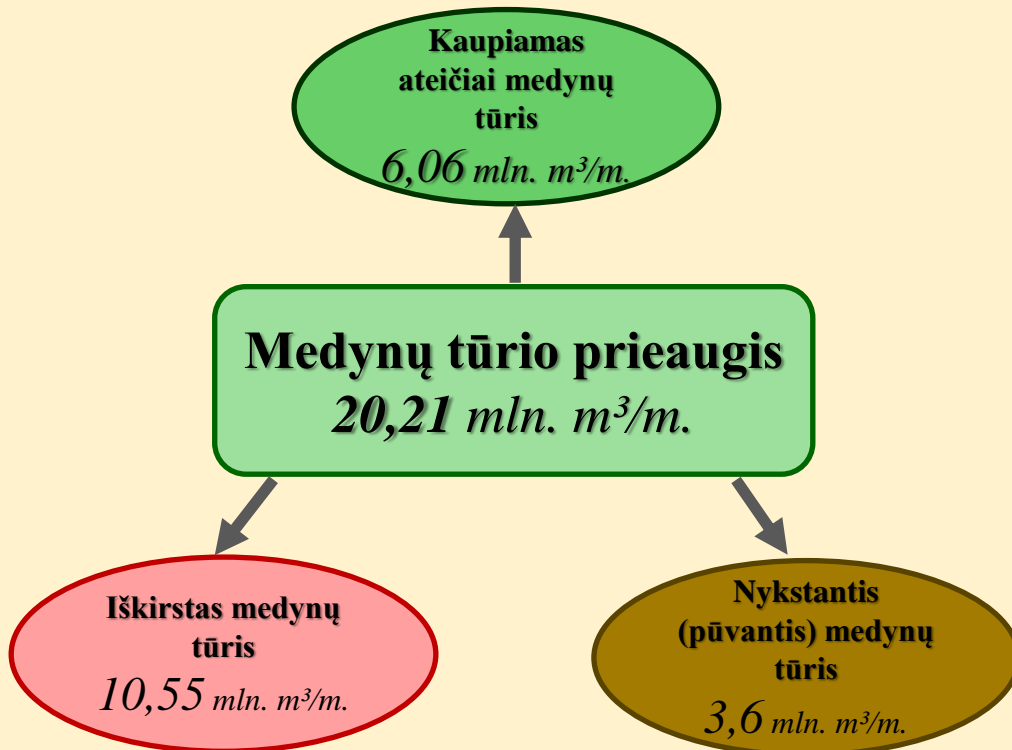 Kaupiamas
ateičiai medynų
tūris
6,06 mln. m³/m.
Medynų tūrio prieaugis
20,21 mln. m³/m.
Iškirstas medynų
tūris
10,55 mln. m³/m.
Nykstantis
(pūvantis) medynų
tūris
3,6 mln. m³/m.